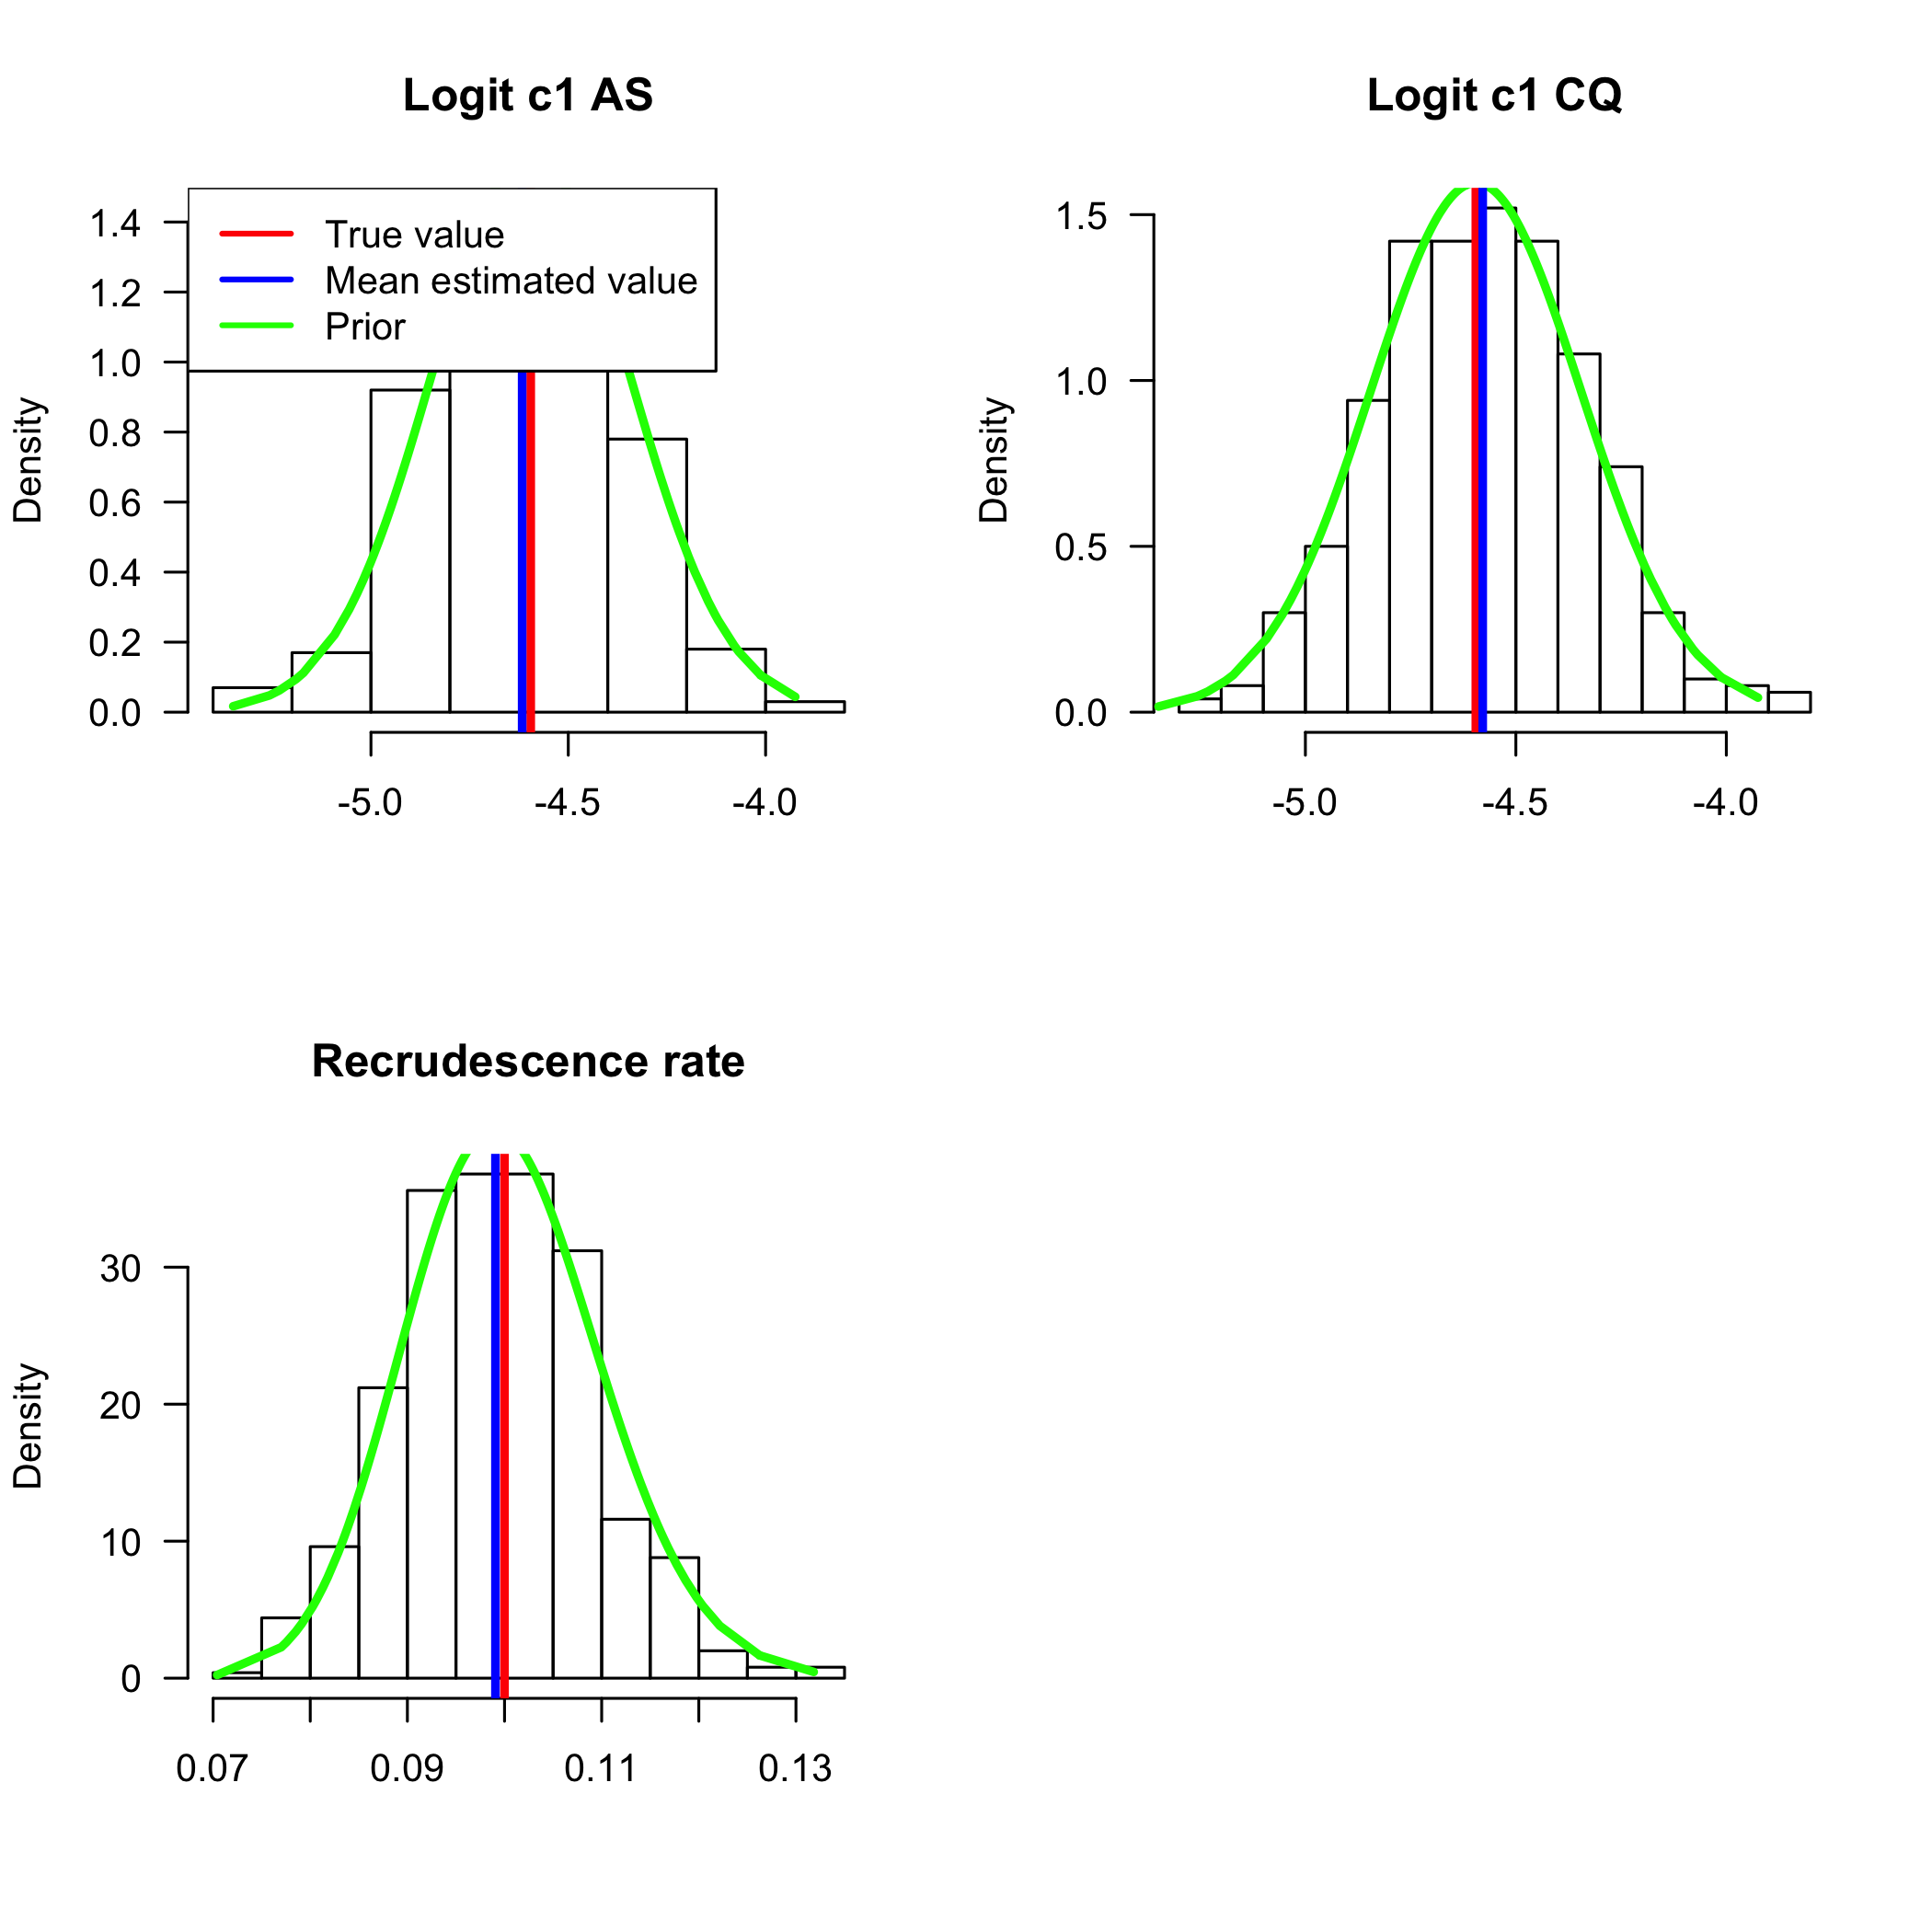 Logit c1 AS
Density
1.4
1.2
1.0
0.8
0.6
0.4
0.2
0.0
True value
Mean estimated value
Prior
-5.0 -4.5 -4.0
Logit c1 CQ
Density
1.5
1.0
0.5
0.0
-5.0 -4.5 -4.0
Recrudescence rate
Density
30
20
10
0
0.07 0.09 0.11 0.13